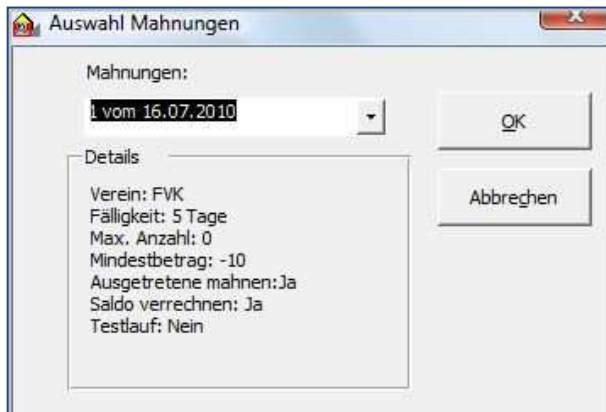 Auswahl Mahnungen
Mahnungen:
1 vom 16.07.2010
OK
Details
Abbrechen
Verein: FVK
Fälligkeit: 5 Tage
Max. Anzahl: 0
Mindestbetrag: -10
Ausgetretene mahnen:Ja
Saldo verrechnen: Ja
Testlauf: Nein